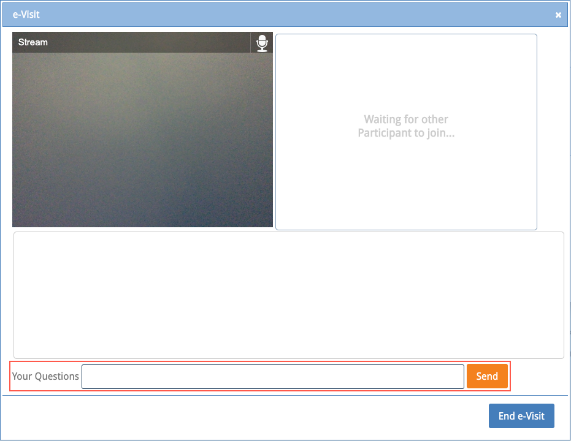 e-Visit
Stream
Waiting for other
Participant to join...
Your Questions
Send
End e-Visit